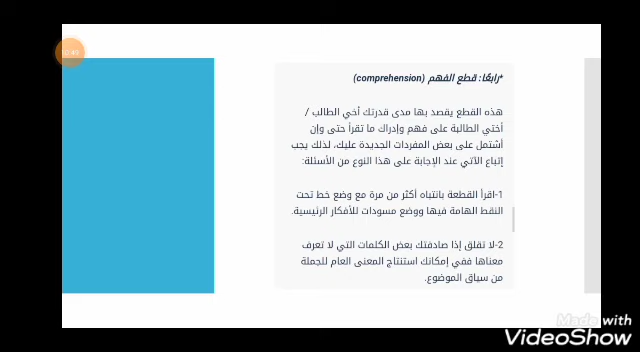 *رابعًا: قطع الفهم (comprehension)
هذه القطع يقصد بها مدى قدرتك أخي الطالب /
أختي الطالبة على فهم وإدراك ما تقرأ حتى وإن
أشتمل على بعض المفردات الجديدة عليك، لذلك يجب
إتباع الآتي عند الإجابة على هذا النوع من الأسئلة:
1-اقرأ القطعة بانتباه أكثر من مرة مع وضع خط تحت
النقط الهامة فيها ووضع مسودات للأفكار الرئيسية.
2-لا تقلق إذا صادفتك بعض الكلمات التي لا تعرف
معناها ففي إمكانك استنتاج المعنى العام للجملة
من سياق الموضوع.
Made with
VideoShow